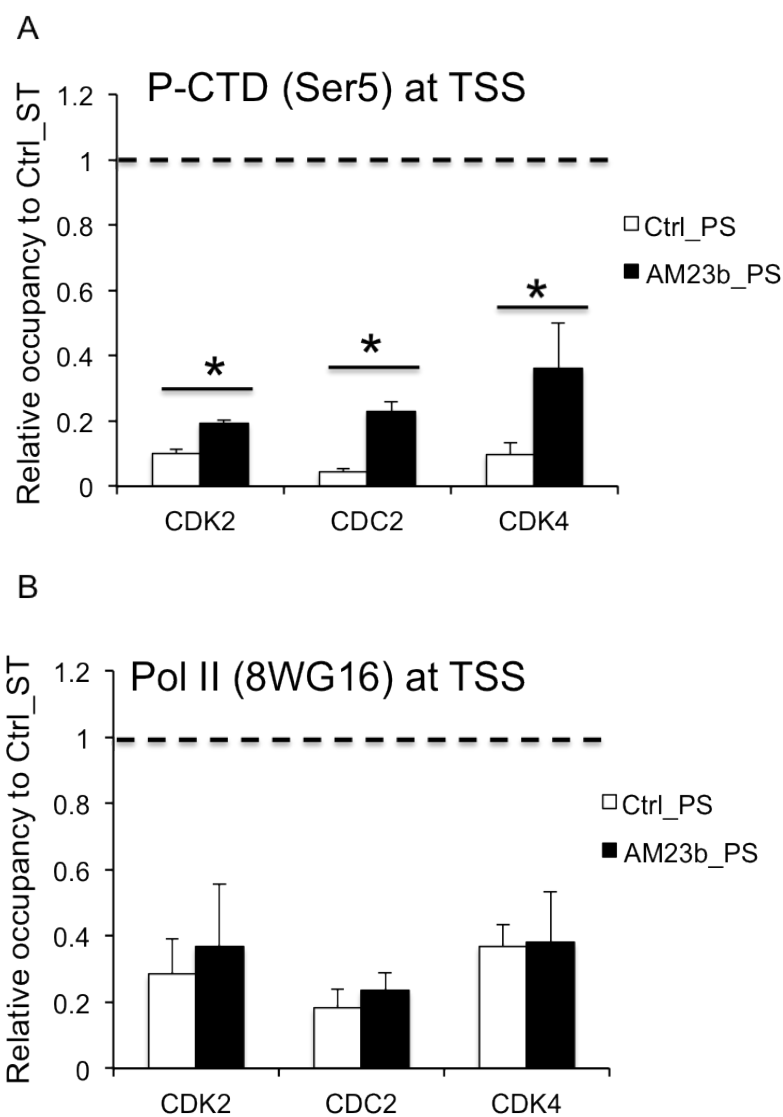 A
P-CTD (Ser5) at TSS
Relative occupancy to Ctrl_ST
1.2
1
0.8
0.6
0.4
0.2
0
*
*
*
Ctrl_PS
AM23b_PS
CDK2 CDC2 CDK4
B
Pol II (8WG16) at TSS
Relative occupancy to Ctrl_ST
1.2
1
0.8
0.6
0.4
0.2
0
Ctrl_PS
AM23b_PS
CDK2 CDC2 CDK4